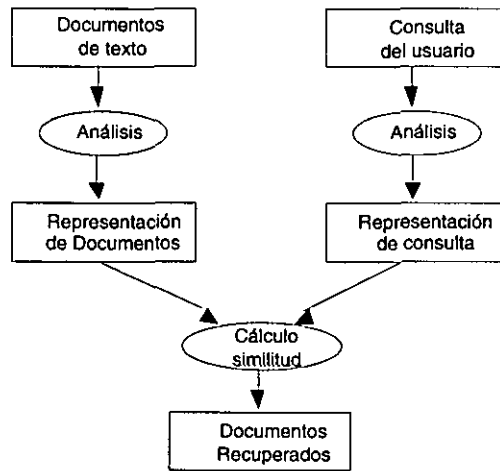 Documentos
de texto
Consulta
del usuario
Análisis
Análisis
Representación
de Documentos
Representación
de consulta
Cálculo
similitud
Documentos
Recuperados